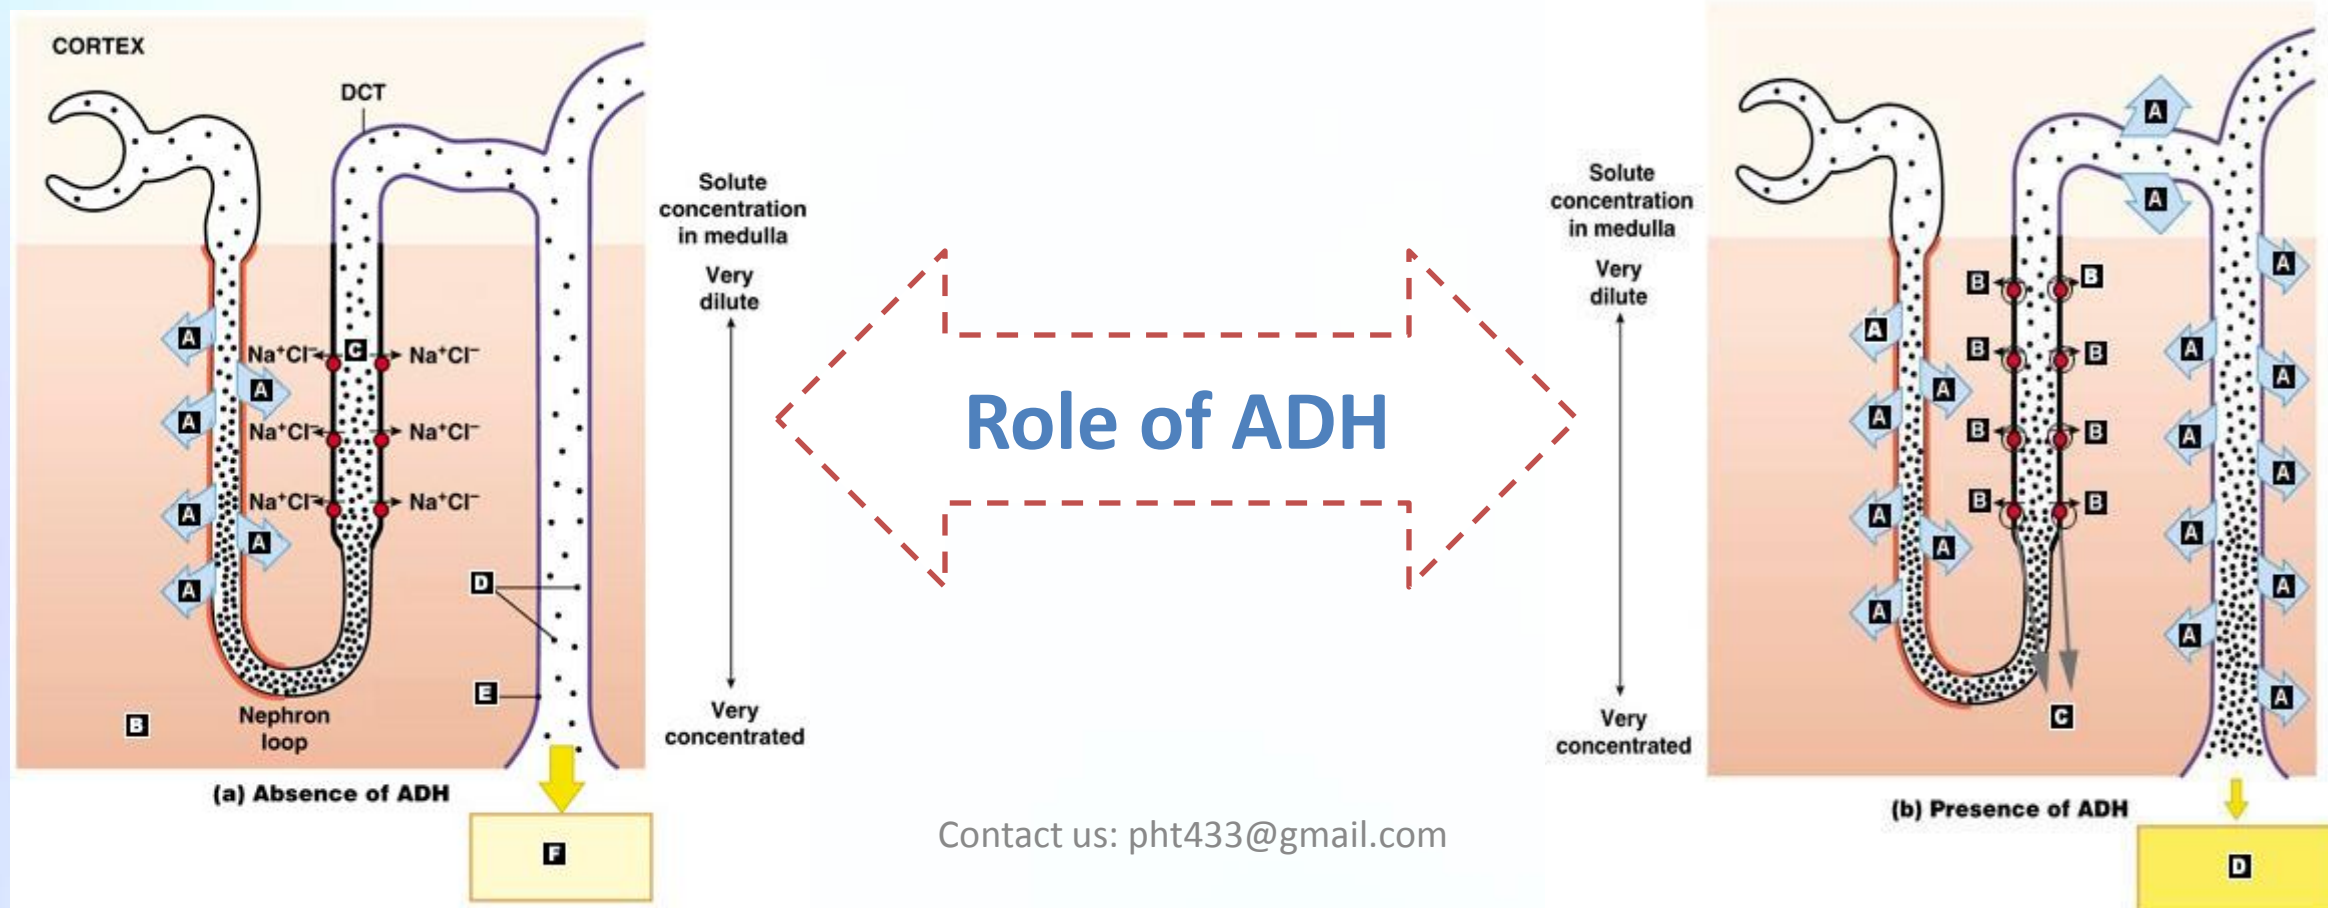 CORTEX
DCT
A
A
A
A
A
A
Na⁺Cl⁻
C
Na⁺Cl⁻
Na⁺Cl⁻
Na⁺Cl⁻
Na⁺Cl⁻
Na⁺Cl⁻
D
E
B
Nephron
loop
(a) Absence of ADH
F
Solute
concentration
in medulla
Very
dilute
Very
concentrated
Role of ADH
Contact us: pht433@gmail.com
Solute
concentration
in medulla
Very
dilute
Very
concentrated
A
A
A
A
A
A
B
B
B
B
B
B
B
B
C
A
A
A
A
A
A
A
A
A
A
A
(b) Presence of ADH
D